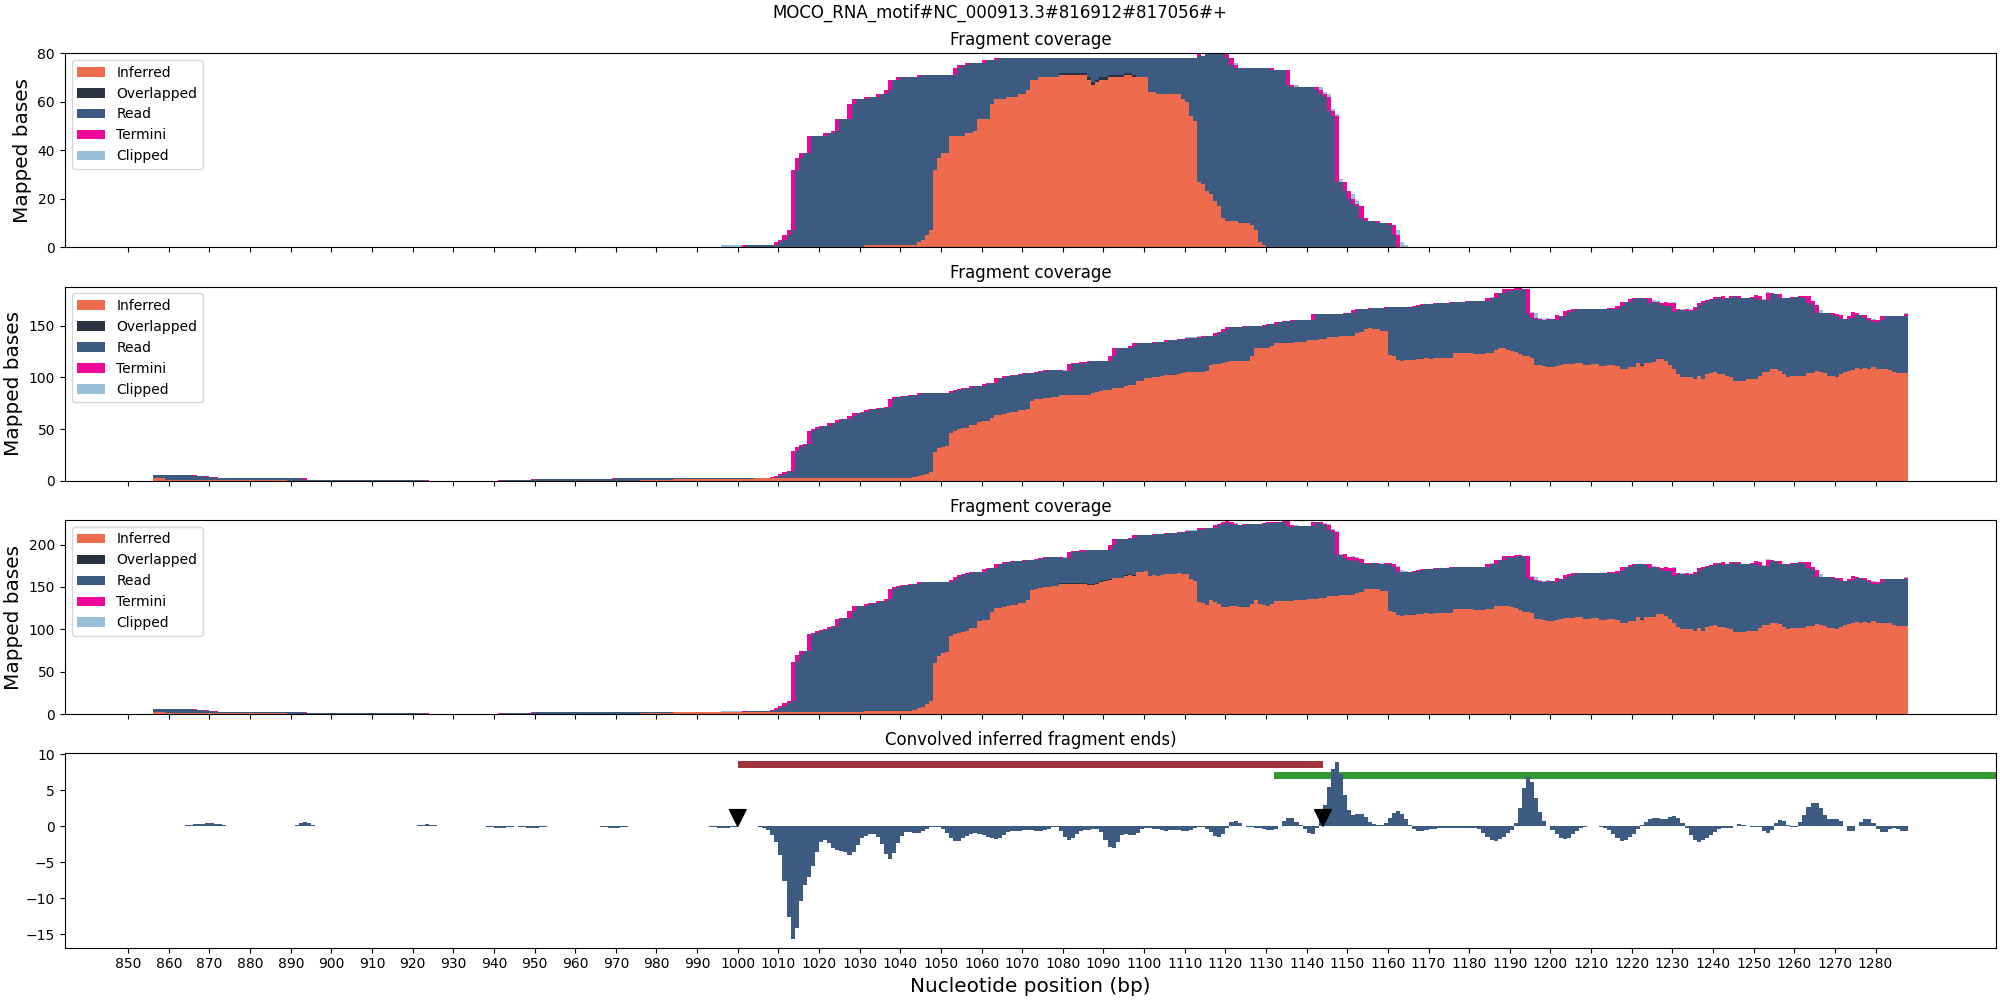 MOCO_RNA_motif#NC_000913.3#816912#817056#+
Fragment coverage
Mapped bases
80
60
40
20
0
Inferred
Overlapped
Read
Termini
Clipped
Fragment coverage
Mapped bases
150
100
50
0
Inferred
Overlapped
Read
Termini
Clipped
Fragment coverage
Mapped bases
200
150
100
50
0
Inferred
Overlapped
Read
Termini
Clipped
Convolved inferred fragment ends)
10
5
0
−5
−10
−15
850 860 870 880 890 900 910 920 930 940 950 960 970 980 990 1000 1010 1020 1030 1040 1050 1060 1070 1080 1090 1100 1110 1120 1130 1140 1150 1160 1170 1180 1190 1200 1210 1220 1230 1240 1250 1260 1270 1280
Nucleotide position (bp)